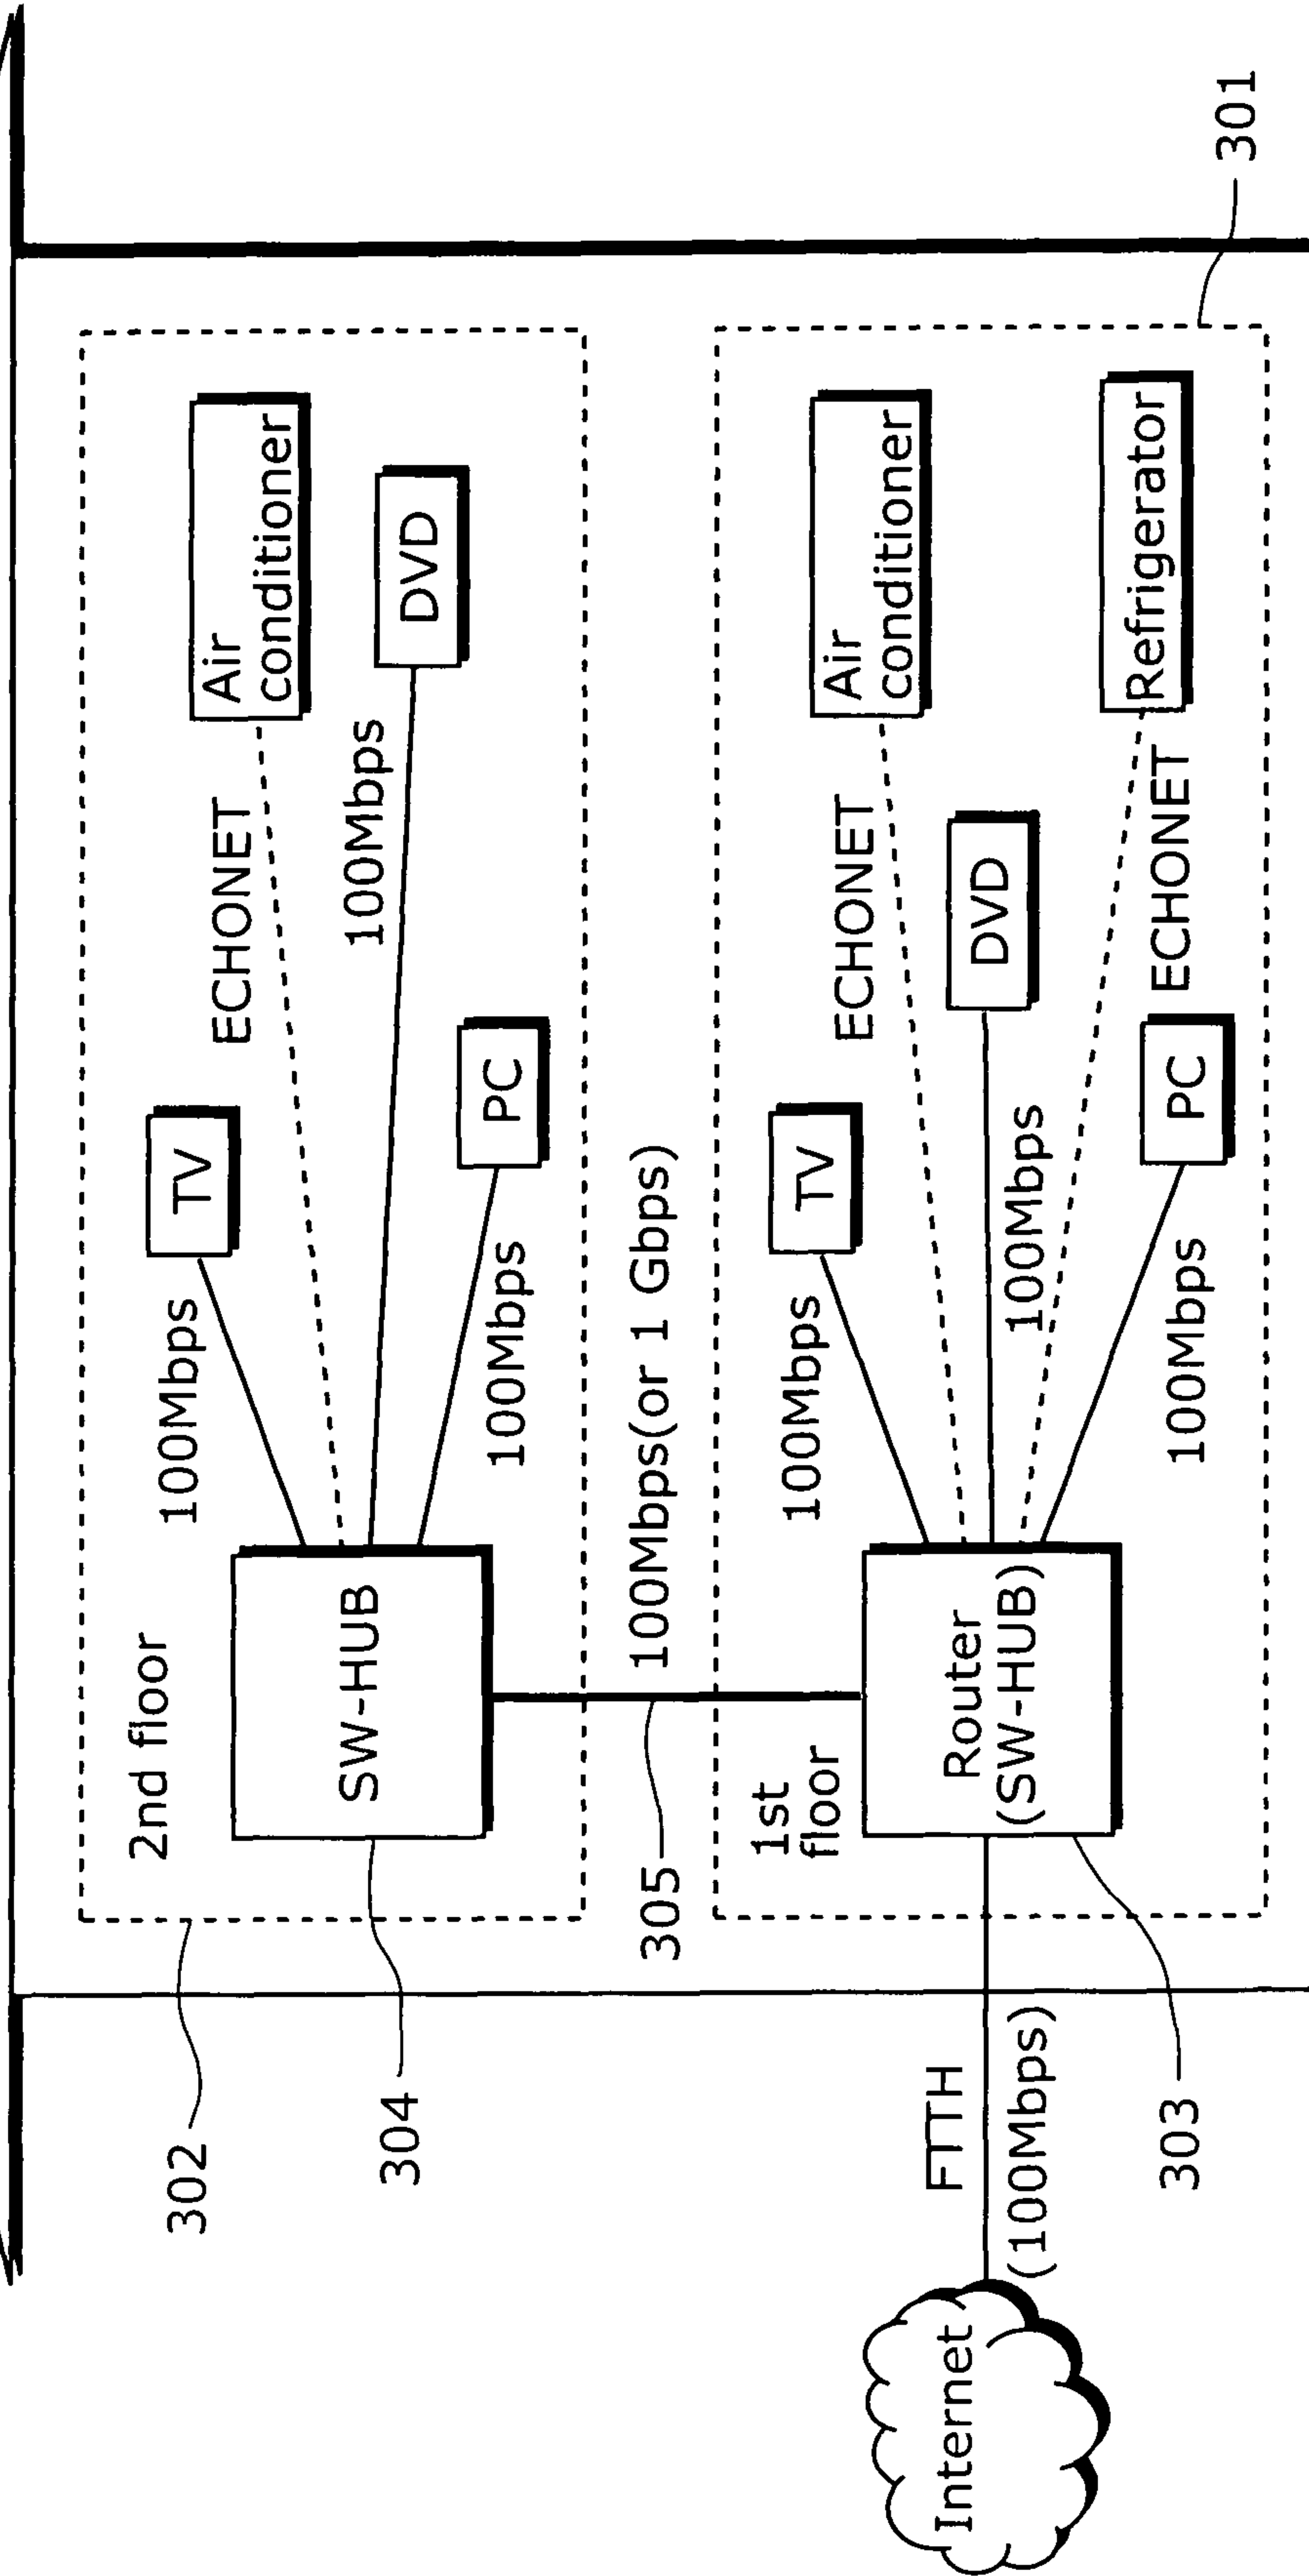 2nd floor
302
304
SW-HUB
TV
100Mbps
ECHONET
Air
conditioner
100Mbps
DVD
PC
100Mbps
305
100Mbps(or 1 Gbps)
1st
floor
301
Internet
FTTH
(100Mbps)
303
Router
(SW-HUB)
TV
100Mbps
ECHONET
Air
conditioner
DVD
100Mbps
ECHONET
Refrigerator
PC
100Mbps